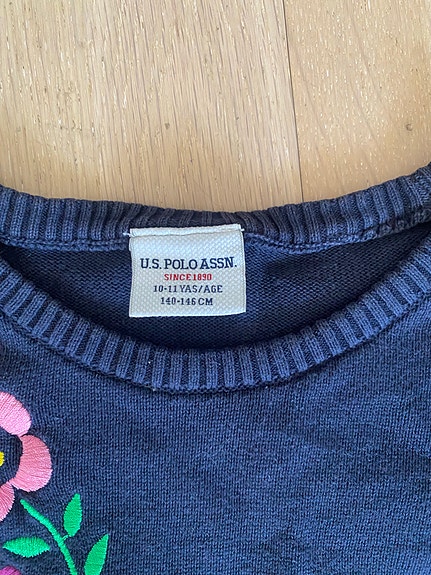 U.S. POLO ASSN.
SINCE 1890
10-11 YAS/AGE
140-146 CM